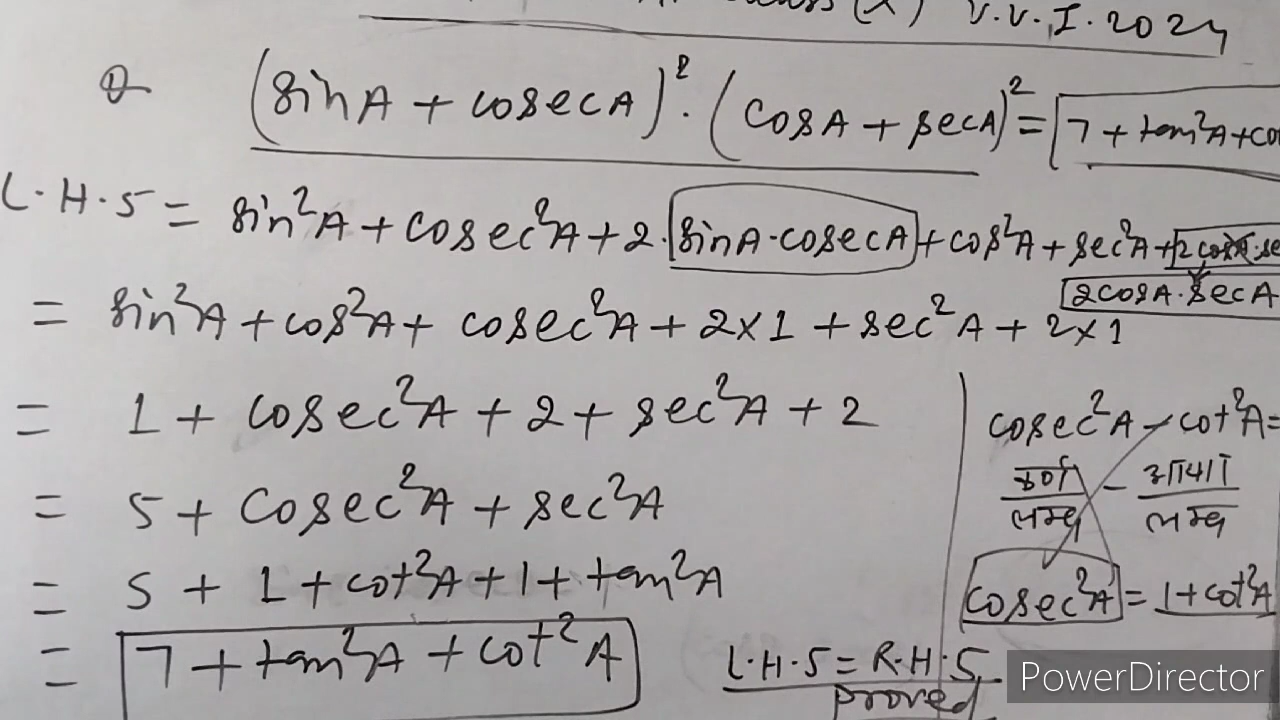 (X) V.V.I. 2024
Q (sinA + cosecA)². (cosA + secA)² = 7 + tan²A + co
L.H.S = sin²A + cosec²A + 2. sinA·cosecA + cos²A + sec²A +
2cosA·secA
= sin²A + cos²A + cosec²A + 2×1 + sec²A + 2×1
= 1 + cosec²A + 2 + sec²A + 2
= 5 + cosec²A + sec²A
= 5 + 1 + cot²A + 1 + tan²A
= 7 + tan²A + cot²A
L.H.S = R.H.S
proved
cosec²A - cot²A =
कर्ण/लम्ब - आधार/लम्ब
cosec²A = 1 + cot²A
PowerDirector